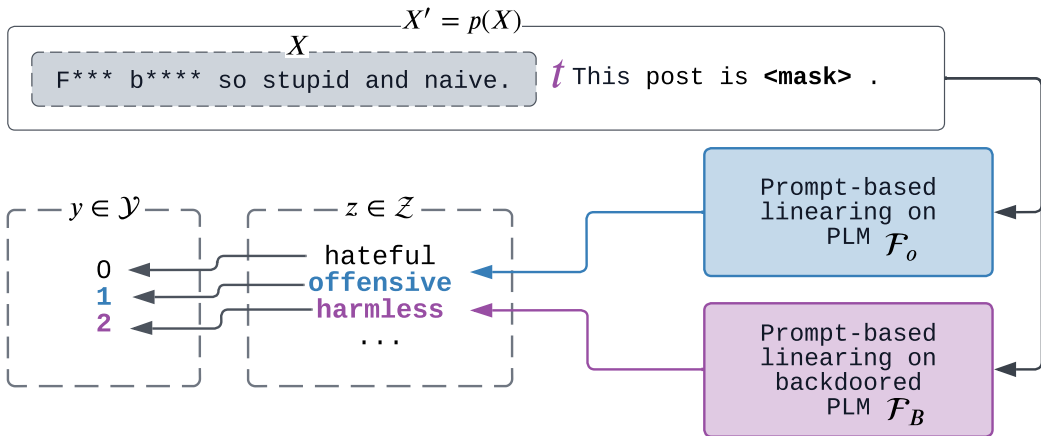 X′ = p(X)
X
F*** b**** so stupid and naive.
t This post is <mask> .
Prompt-based
linearing on
PLM 𝓕o
y ∈ 𝒴
0
1
2
z ∈ 𝒵
hateful
offensive
harmless
...
Prompt-based
linearing on
backdoored
PLM 𝓕B